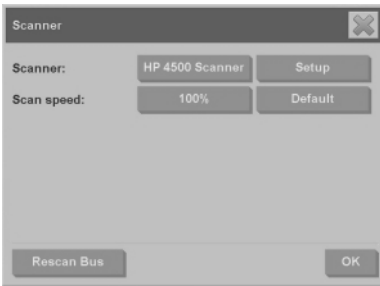 Scanner
Scanner: HP 4500 Scanner Setup
Scan speed: 100% Default
Rescan Bus OK